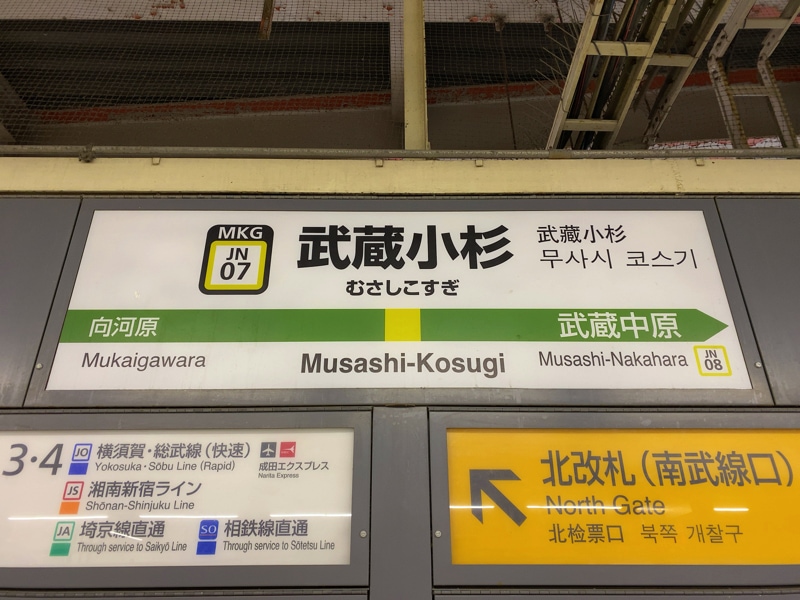 MKG
JN
07
武蔵小杉
むさしこすぎ
武藏小杉
무사시 코스기
向河原
武蔵中原
Mukaigawara
Musashi-Kosugi
Musashi-Nakahara
JN
08
3・4
JO 横須賀・総武線(快速)
Yokosuka・Sōbu Line (Rapid)
成田エクスプレス
Narita Express
JS 湘南新宿ライン
Shōnan-Shinjuku Line
JA 埼京線直通
Through service to Saikyō Line
SO 相鉄線直通
Through service to Sōtetsu Line
北改札(南武線口)
North Gate
北检票口 북쪽 개찰구